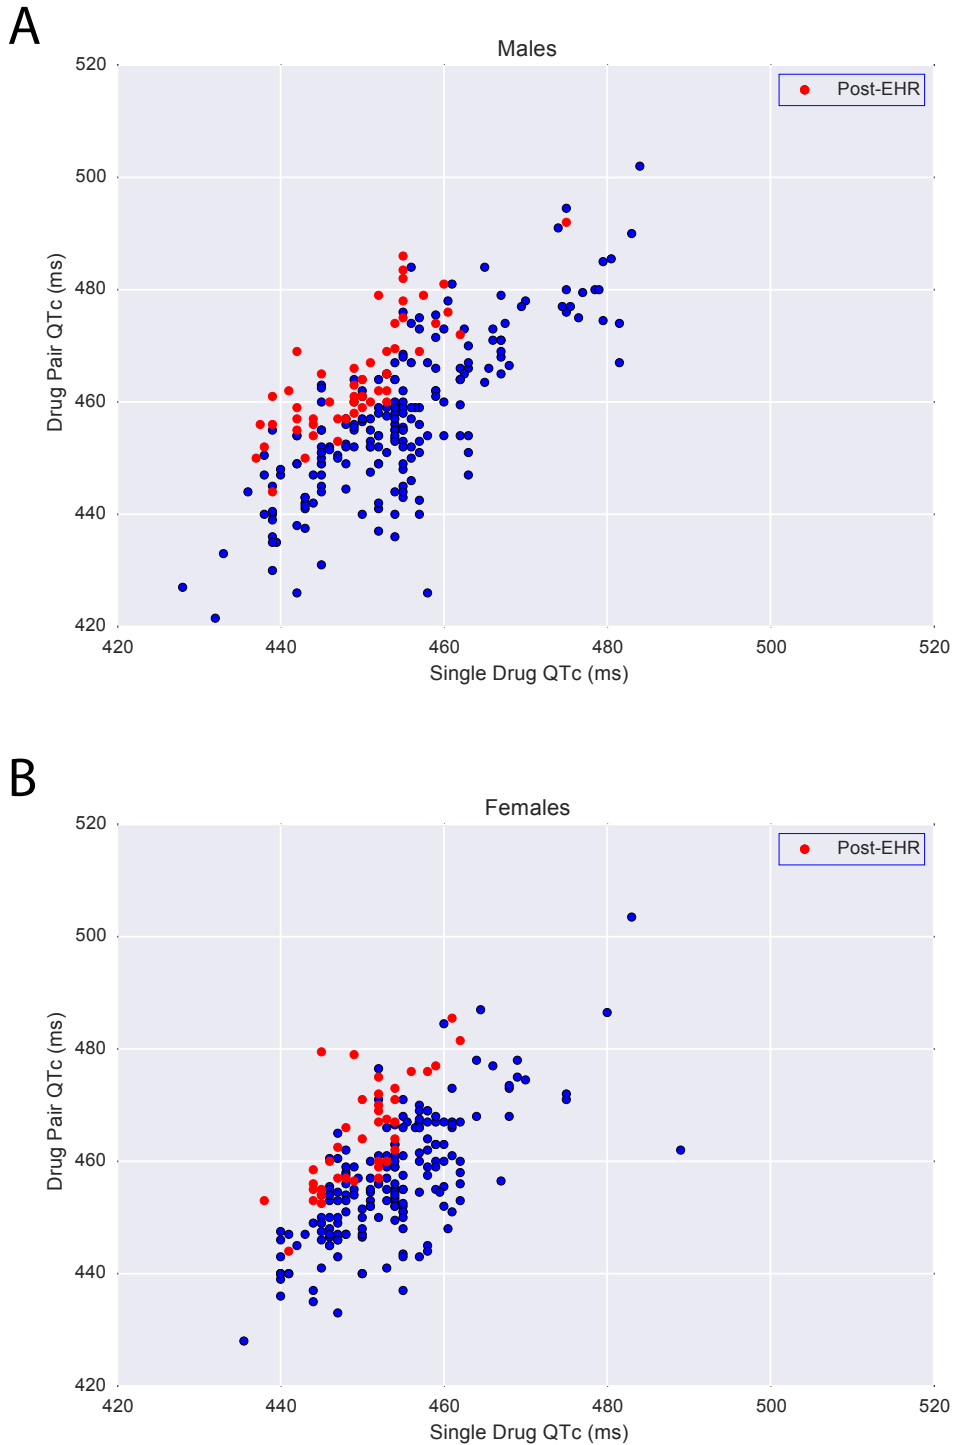 A
Males
520
Post-EHR
500
480
460
440
420
Drug Pair QTc (ms)
420 440 460 480 500 520
Single Drug QTc (ms)
B
Females
520
Post-EHR
500
480
460
440
420
Drug Pair QTc (ms)
420 440 460 480 500 520
Single Drug QTc (ms)